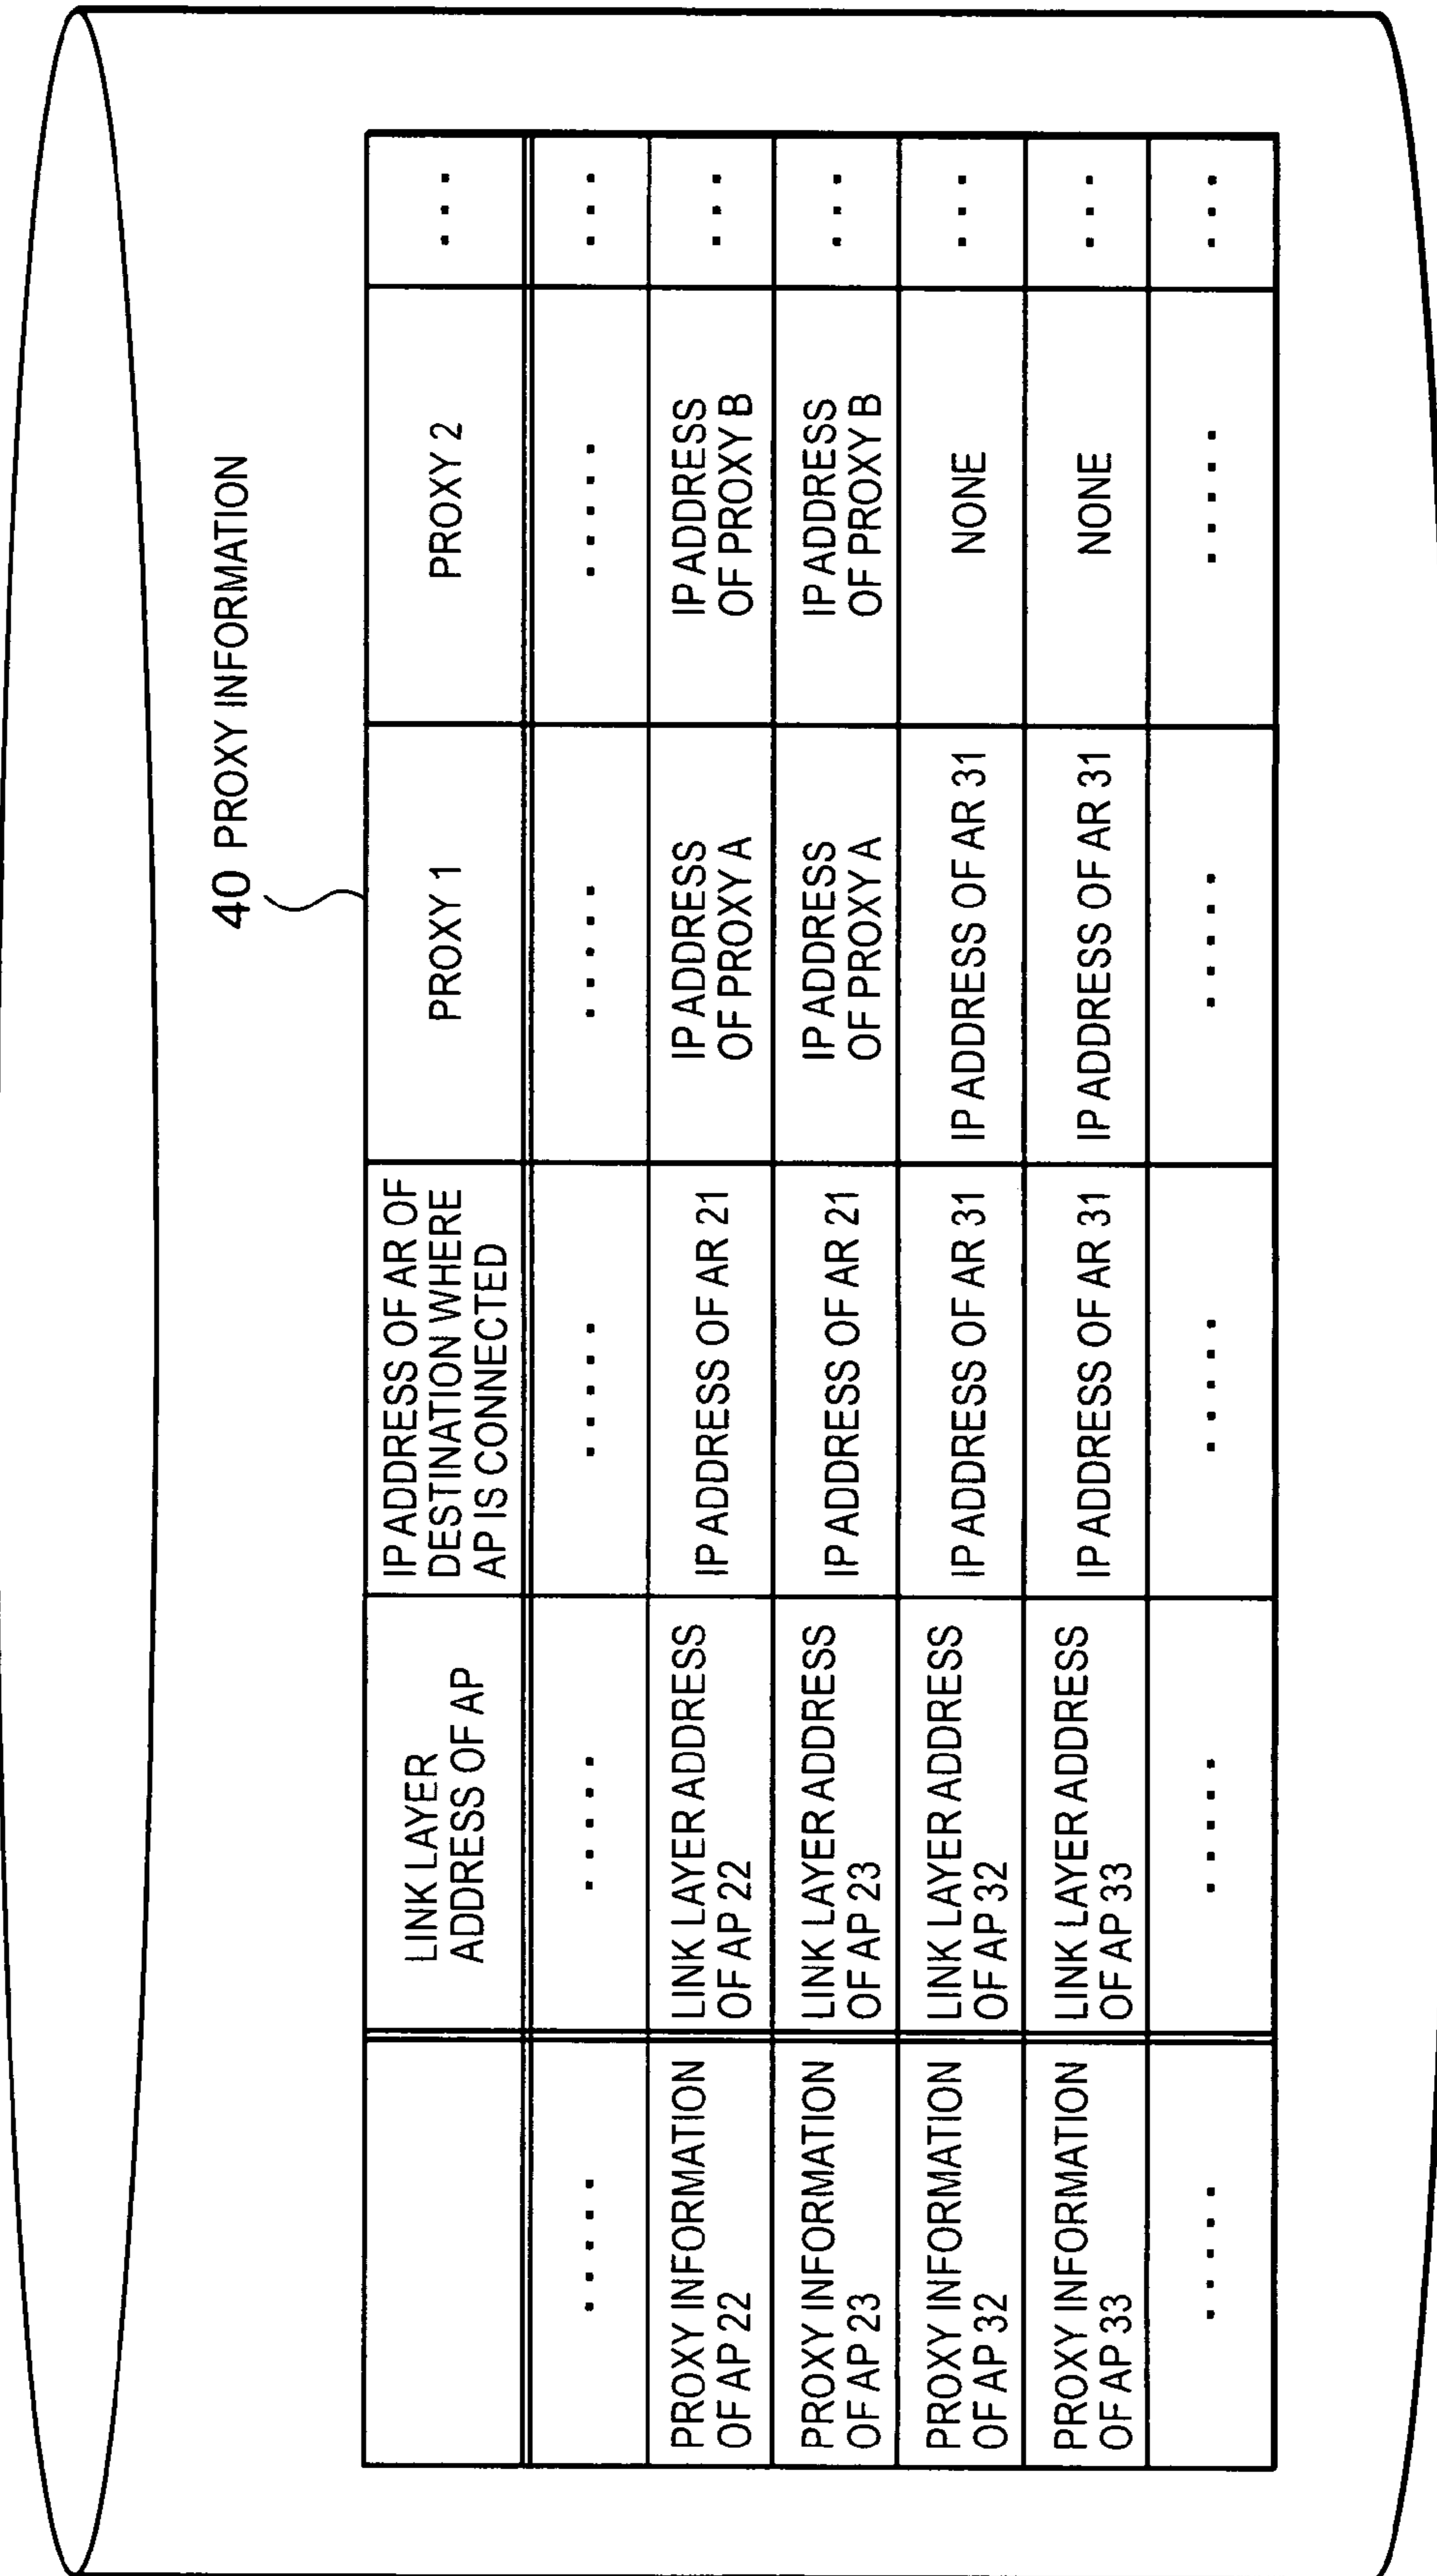 40 PROXY INFORMATION
LINK LAYER
ADDRESS OF AP
IP ADDRESS OF AR OF
DESTINATION WHERE
AP IS CONNECTED
PROXY 1
PROXY 2
. . .
. . . . .
. . . . .
. . . . .
. . . . .
. . . . .
. . .
PROXY INFORMATION
OF AP 22
LINK LAYER ADDRESS
OF AP 22
IP ADDRESS OF AR 21
IP ADDRESS
OF PROXY A
IP ADDRESS
OF PROXY B
. . .
PROXY INFORMATION
OF AP 23
LINK LAYER ADDRESS
OF AP 23
IP ADDRESS OF AR 21
IP ADDRESS
OF PROXY A
IP ADDRESS
OF PROXY B
. . .
PROXY INFORMATION
OF AP 32
LINK LAYER ADDRESS
OF AP 32
IP ADDRESS OF AR 31
IP ADDRESS OF AR 31
NONE
. . .
PROXY INFORMATION
OF AP 33
LINK LAYER ADDRESS
OF AP 33
IP ADDRESS OF AR 31
IP ADDRESS OF AR 31
NONE
. . .
. . . . .
. . . . .
. . . . .
. . . . .
. . . . .
. . .